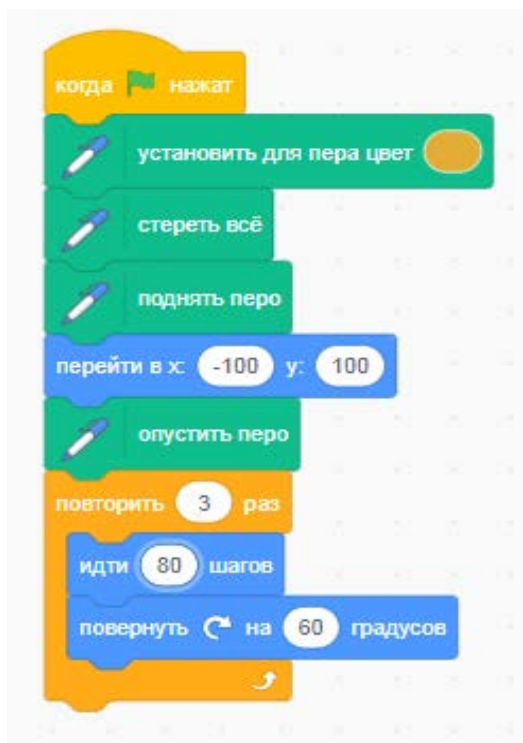 когда нажат
установить для пера цвет
стереть всё
поднять перо
перейти в x: -100 y: 100
опустить перо
повторить 3 раз
идти 80 шагов
повернуть на 60 градусов